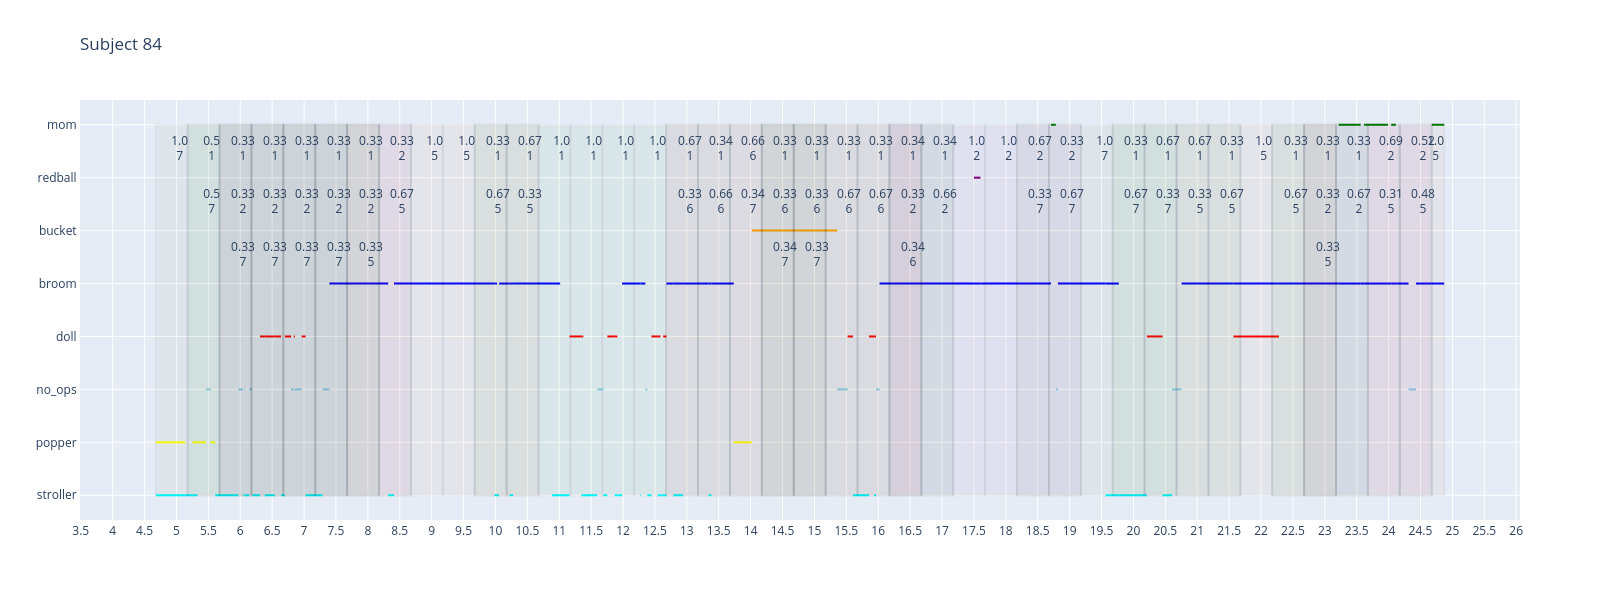 Subject 84
mom
1.0 0.5 0.33 0.33 0.33 0.33 0.33 0.33 1.0 1.0 0.33 0.67 1.0 1.0 1.0 1.0 0.67 0.34 0.66 0.33 0.33 0.33 0.33 0.34 0.34 1.0 1.0 0.67 0.33 1.0 0.33 0.67 0.67 0.33 1.0 0.33 0.33 0.33 0.69 0.52 1.0
7 1 1 1 1 1 1 2 5 5 1 1 1 1 1 1 1 1 6 1 1 1 1 1 1 2 2 2 2 7 1 1 1 1 5 1 1 1 2 2 5
redball
0.5 0.33 0.33 0.33 0.33 0.33 0.67 0.67 0.33 0.33 0.66 0.34 0.33 0.33 0.67 0.67 0.33 0.66 0.33 0.67 0.67 0.33 0.33 0.67 0.67 0.33 0.67 0.31 0.48
7 2 2 2 2 2 5 5 5 6 6 7 6 6 6 6 2 2 7 7 7 7 5 5 5 2 2 5 5
bucket
0.33 0.33 0.33 0.33 0.33 0.34 0.33 0.34 0.33
7 7 7 7 5 7 7 6 5
broom
doll
no_ops
popper
stroller
3.5 4 4.5 5 5.5 6 6.5 7 7.5 8 8.5 9 9.5 10 10.5 11 11.5 12 12.5 13 13.5 14 14.5 15 15.5 16 16.5 17 17.5 18 18.5 19 19.5 20 20.5 21 21.5 22 22.5 23 23.5 24 24.5 25 25.5 26